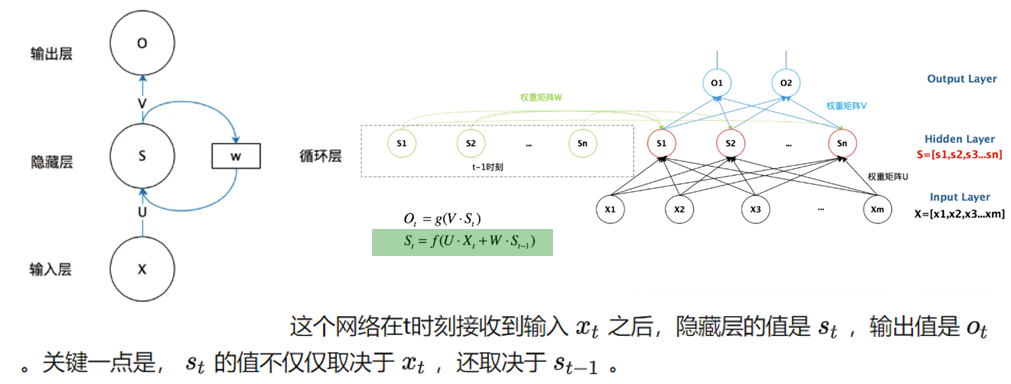 输出层
O
V
隐藏层
S
W
循环层
U
输入层
X
O1
O2
Output Layer
权重矩阵W
权重矩阵V
S1
S2
...
Sn
t-1时刻
S1
S2
...
Sn
Hidden Layer
S=[s1,s2,s3...sn]
权重矩阵U
X1
X2
X3
...
Xm
Input Layer
X=[x1,x2,x3...xm]
O_t = g(V·S_t)
S_t = f(U·X_t+W·S_{t-1})
这个网络在t时刻接收到输入 x_t 之后，隐藏层的值是 s_t ，输出值是 o_t
。关键一点是， s_t 的值不仅仅取决于 x_t ，还取决于 s_{t-1} 。